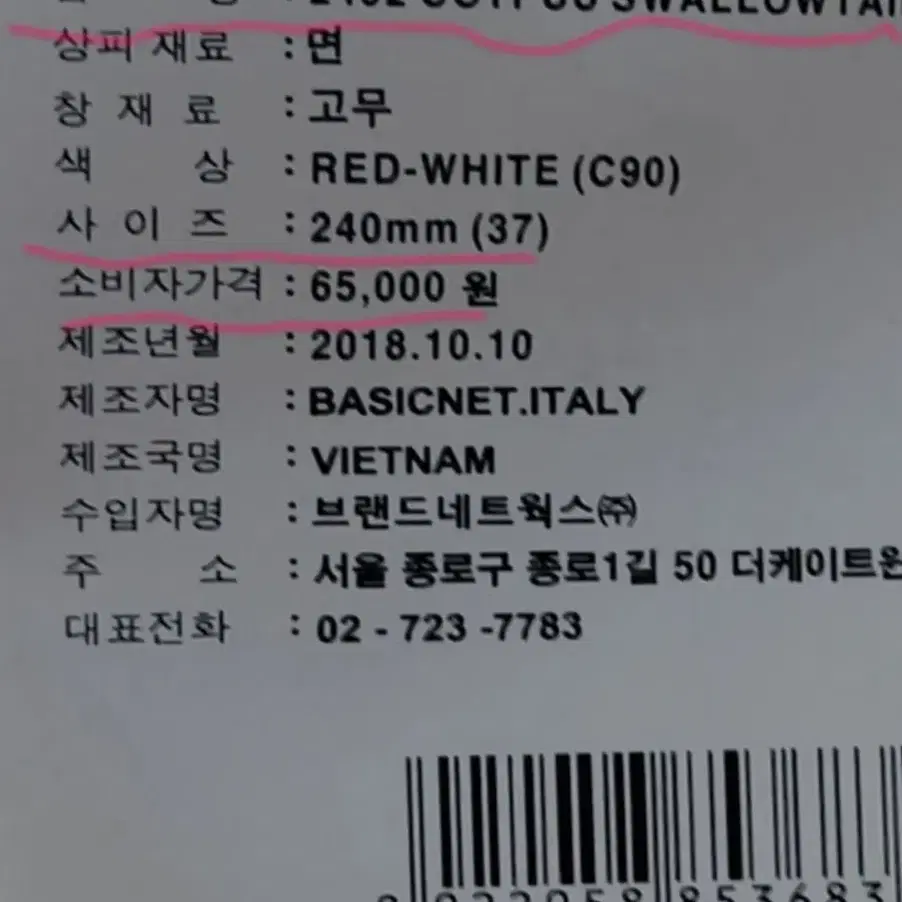 SWALLOWTAI
상피 재료 : 면
창 재 료 : 고무
색 상 : RED-WHITE (C90)
사 이 즈 : 240mm (37)
소비자가격 : 65,000 원
제조년월 : 2018.10.10
제조자명 : BASICNET.ITALY
제조국명 : VIETNAM
수입자명 : 브랜드네트웍스㈜
주 소 : 서울 종로구 종로1길 50 더케이트윈
대표전화 : 02 - 723 -7783